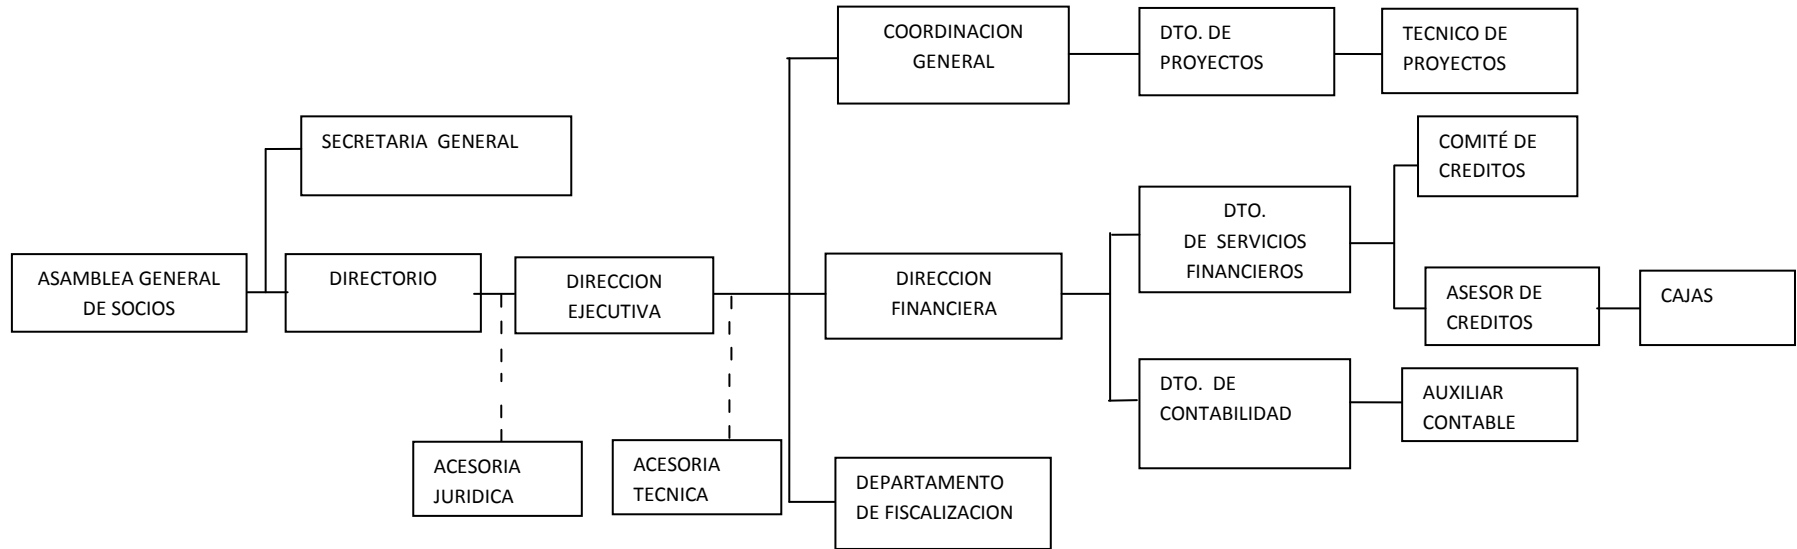 COORDINACION
GENERAL
DTO. DE
PROYECTOS
TECNICO DE
PROYECTOS
SECRETARIA GENERAL
COMITÉ DE
CREDITOS
DTO.
DE SERVICIOS
FINANCIEROS
ASAMBLEA GENERAL
DE SOCIOS
DIRECTORIO
DIRECCION
EJECUTIVA
DIRECCION
FINANCIERA
ASESOR DE
CREDITOS
CAJAS
DTO. DE
CONTABILIDAD
AUXILIAR
CONTABLE
ACESORIA
JURIDICA
ACESORIA
TECNICA
DEPARTAMENTO
DE FISCALIZACION